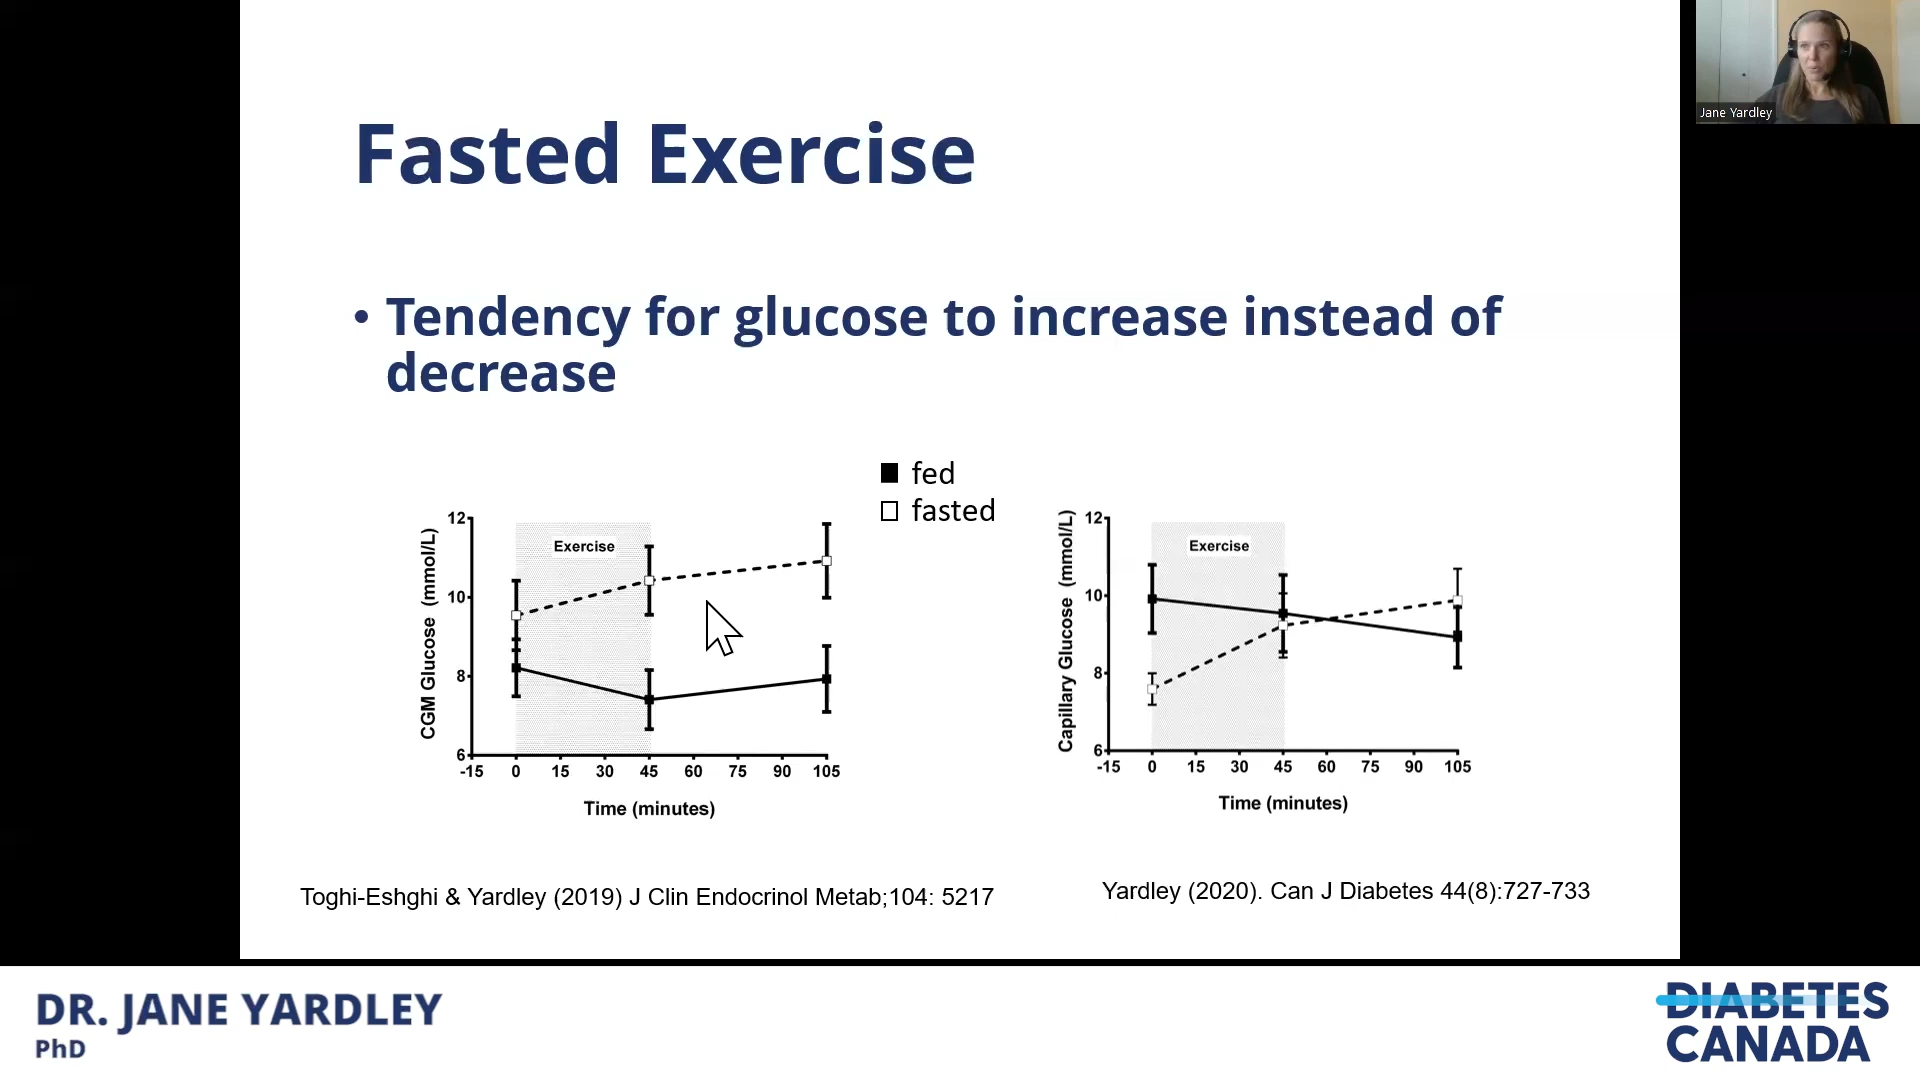 Jane Yardley
Fasted Exercise
• Tendency for glucose to increase instead of
decrease
fed
fasted
CGM Glucose (mmol/L)
12
10
8
6
Exercise
-15 0 15 30 45 60 75 90 105
Time (minutes)
Capillary Glucose (mmol/L)
12
10
8
6
Exercise
-15 0 15 30 45 60 75 90 105
Time (minutes)
Toghi-Eshghi & Yardley (2019) J Clin Endocrinol Metab;104: 5217
Yardley (2020). Can J Diabetes 44(8):727-733
DR. JANE YARDLEY
PhD
DIABETES
CANADA